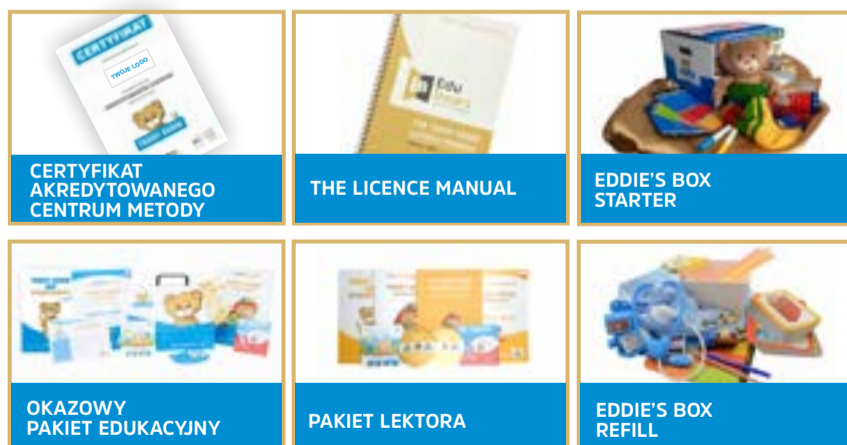 CERTYFIKAT
TWOJE LOGO
CERTYFIKAT
AKREDYTOWANEGO
CENTRUM METODY
Edu
THE LICENCE MANUAL
EDDIE'S BOX
STARTER
OKAZOWY
PAKIET EDUKACYJNY
PAKIET LEKTORA
EDDIE'S BOX
REFILL